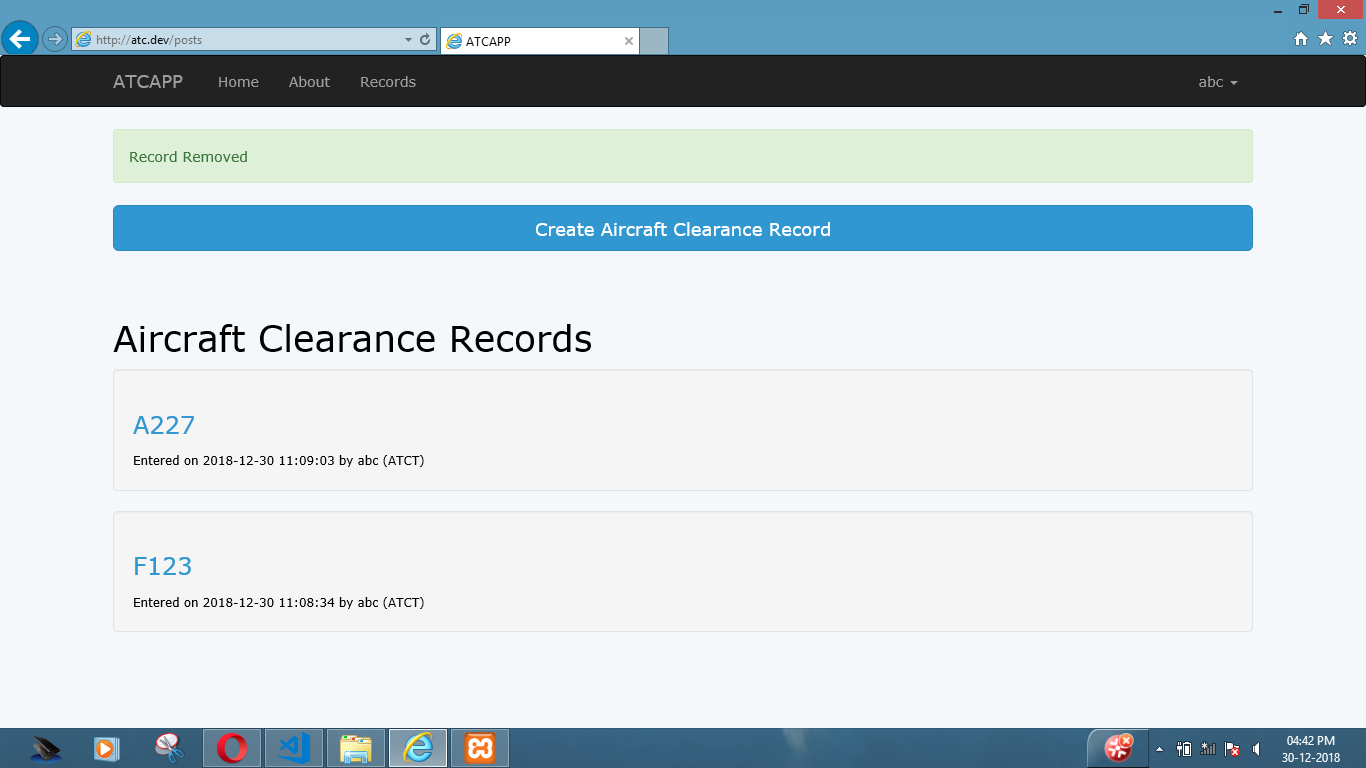 http://atc.dev/posts
ATCAPP
ATCAPP Home About Records abc
Record Removed
Create Aircraft Clearance Record
Aircraft Clearance Records
A227
Entered on 2018-12-30 11:09:03 by abc (ATCT)
F123
Entered on 2018-12-30 11:08:34 by abc (ATCT)
04:42 PM
30-12-2018